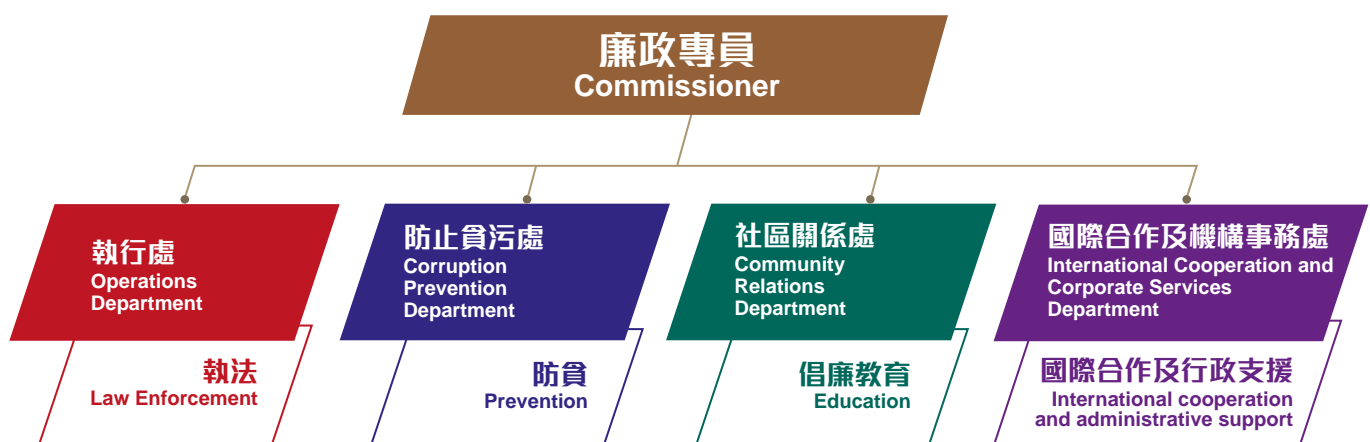 廉政專員
Commissioner
執行處
Operations
Department
防止貪污處
Corruption
Prevention
Department
社區關係處
Community
Relations
Department
國際合作及機構事務處
International Cooperation and
Corporate Services
Department
執法
Law Enforcement
防貪
Prevention
倡廉教育
Education
國際合作及行政支援
International cooperation
and administrative support